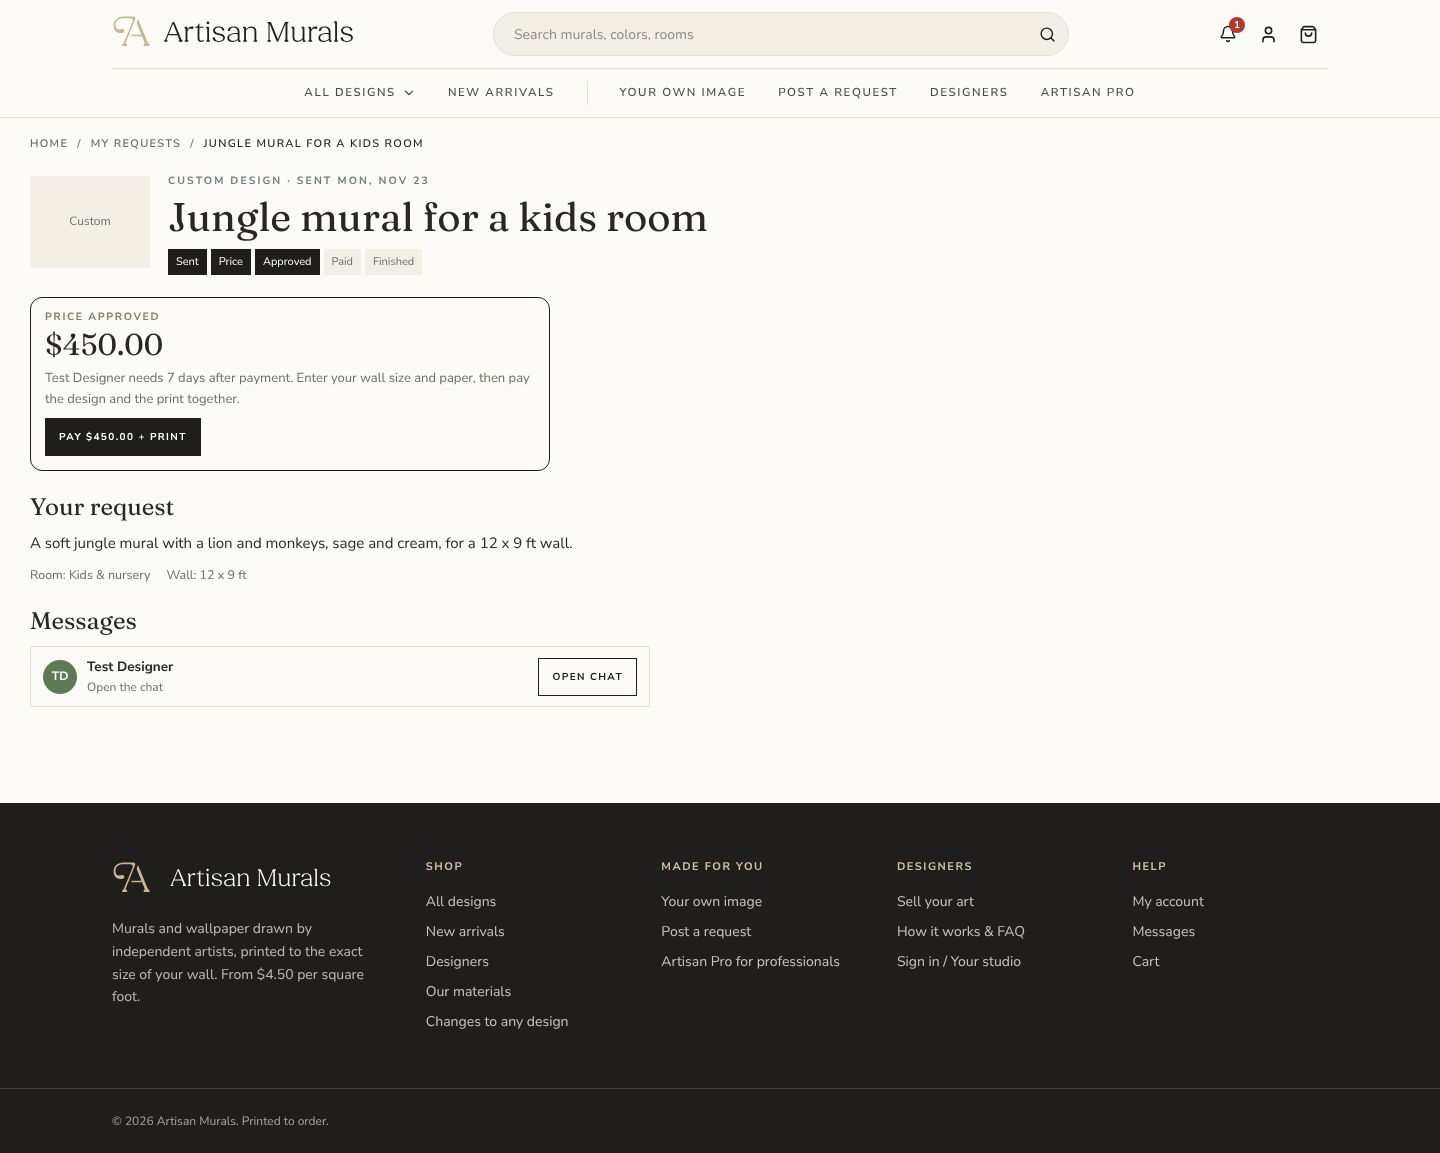 Artisan Murals
Search murals, colors, rooms
1
ALL DESIGNS
NEW ARRIVALS
YOUR OWN IMAGE
POST A REQUEST
DESIGNERS
ARTISAN PRO
HOME / MY REQUESTS / JUNGLE MURAL FOR A KIDS ROOM
Custom
CUSTOM DESIGN · SENT MON, NOV 23
Jungle mural for a kids room
Sent Price Approved Paid Finished
PRICE APPROVED
$450.00
Test Designer needs 7 days after payment. Enter your wall size and paper, then pay
the design and the print together.
PAY $450.00 + PRINT
Your request
A soft jungle mural with a lion and monkeys, sage and cream, for a 12 x 9 ft wall.
Room: Kids & nursery Wall: 12 x 9 ft
Messages
TD
Test Designer
Open the chat
OPEN CHAT
Artisan Murals
Murals and wallpaper drawn by
independent artists, printed to the exact
size of your wall. From $4.50 per square
foot.
SHOP
All designs
New arrivals
Designers
Our materials
Changes to any design
MADE FOR YOU
Your own image
Post a request
Artisan Pro for professionals
DESIGNERS
Sell your art
How it works & FAQ
Sign in / Your studio
HELP
My account
Messages
Cart
© 2026 Artisan Murals. Printed to order.